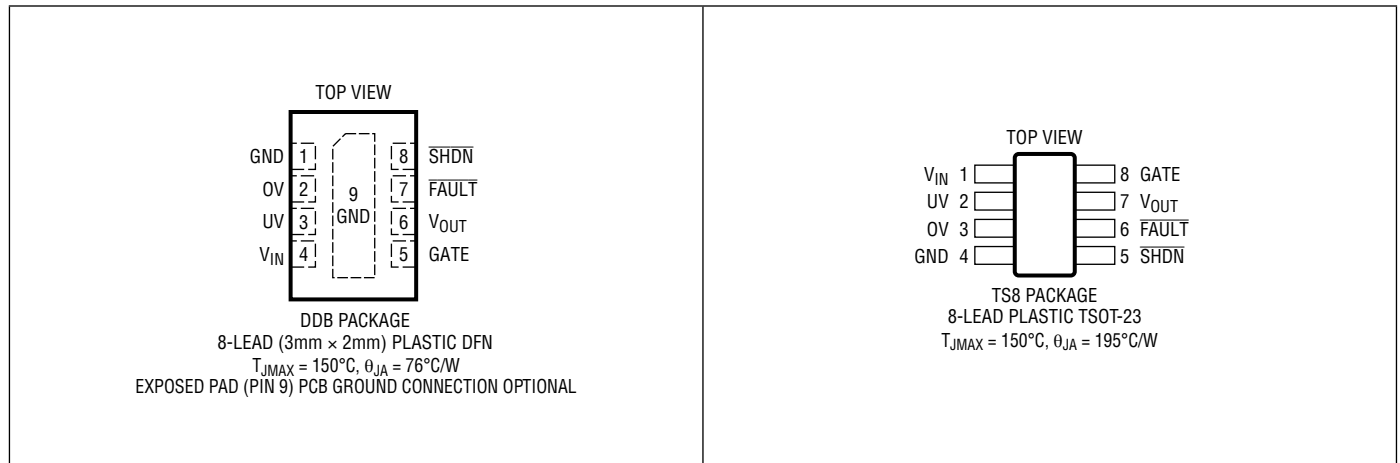 TOP VIEW
GND 1
OV 2
UV 3
VIN 4
9
GND
8 SHDN
7 FAULT
6 VOUT
5 GATE
DDB PACKAGE
8-LEAD (3mm × 2mm) PLASTIC DFN
TJMAX = 150°C, θJA = 76°C/W
EXPOSED PAD (PIN 9) PCB GROUND CONNECTION OPTIONAL
TOP VIEW
VIN 1
UV 2
OV 3
GND 4
8 GATE
7 VOUT
6 FAULT
5 SHDN
TS8 PACKAGE
8-LEAD PLASTIC TSOT-23
TJMAX = 150°C, θJA = 195°C/W